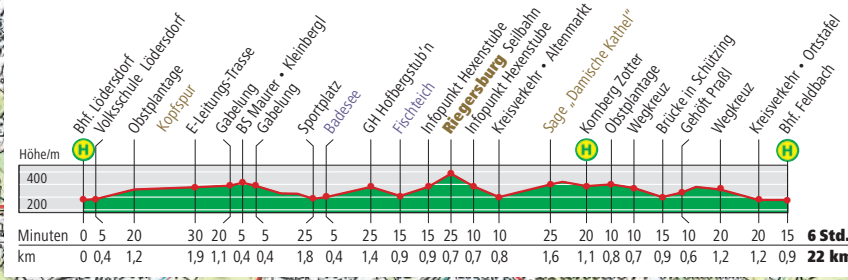 Bhf. Lödersdorf
Volksschule Lödersdorf
Obstplantage
Kopfspur
E-Leitungs-Trasse
Gabelung
BS Maurer • Kleinbergl
Gabelung
Sportplatz
Badesee
GH Hofbergstub'n
Fischteich
Infopunkt Hexenstube
Riegersburg Seilbahn
Infopunkt Hexenstube
Kreisverkehr • Altenmarkt
Sage „Damische Kathel"
Kornberg Zotter
Obstplantage
Wegkreuz
Brücke in Schützing
Gehöft Praßl
Wegkreuz
Kreisverkehr • Ortstafel
Bhf. Feldbach
H H H
Höhe/m
400
200
Minuten 0 5 20 30 20 5 5 25 5 25 15 15 25 10 10 25 20 10 10 15 10 20 20 15 6 Std.
km 0 0,4 1,2 1,9 1,1 0,4 0,4 1,8 0,4 1,4 0,9 0,9 0,7 0,7 0,8 1,6 1,1 0,8 0,7 0,9 0,6 1,2 1,2 0,9 22 km